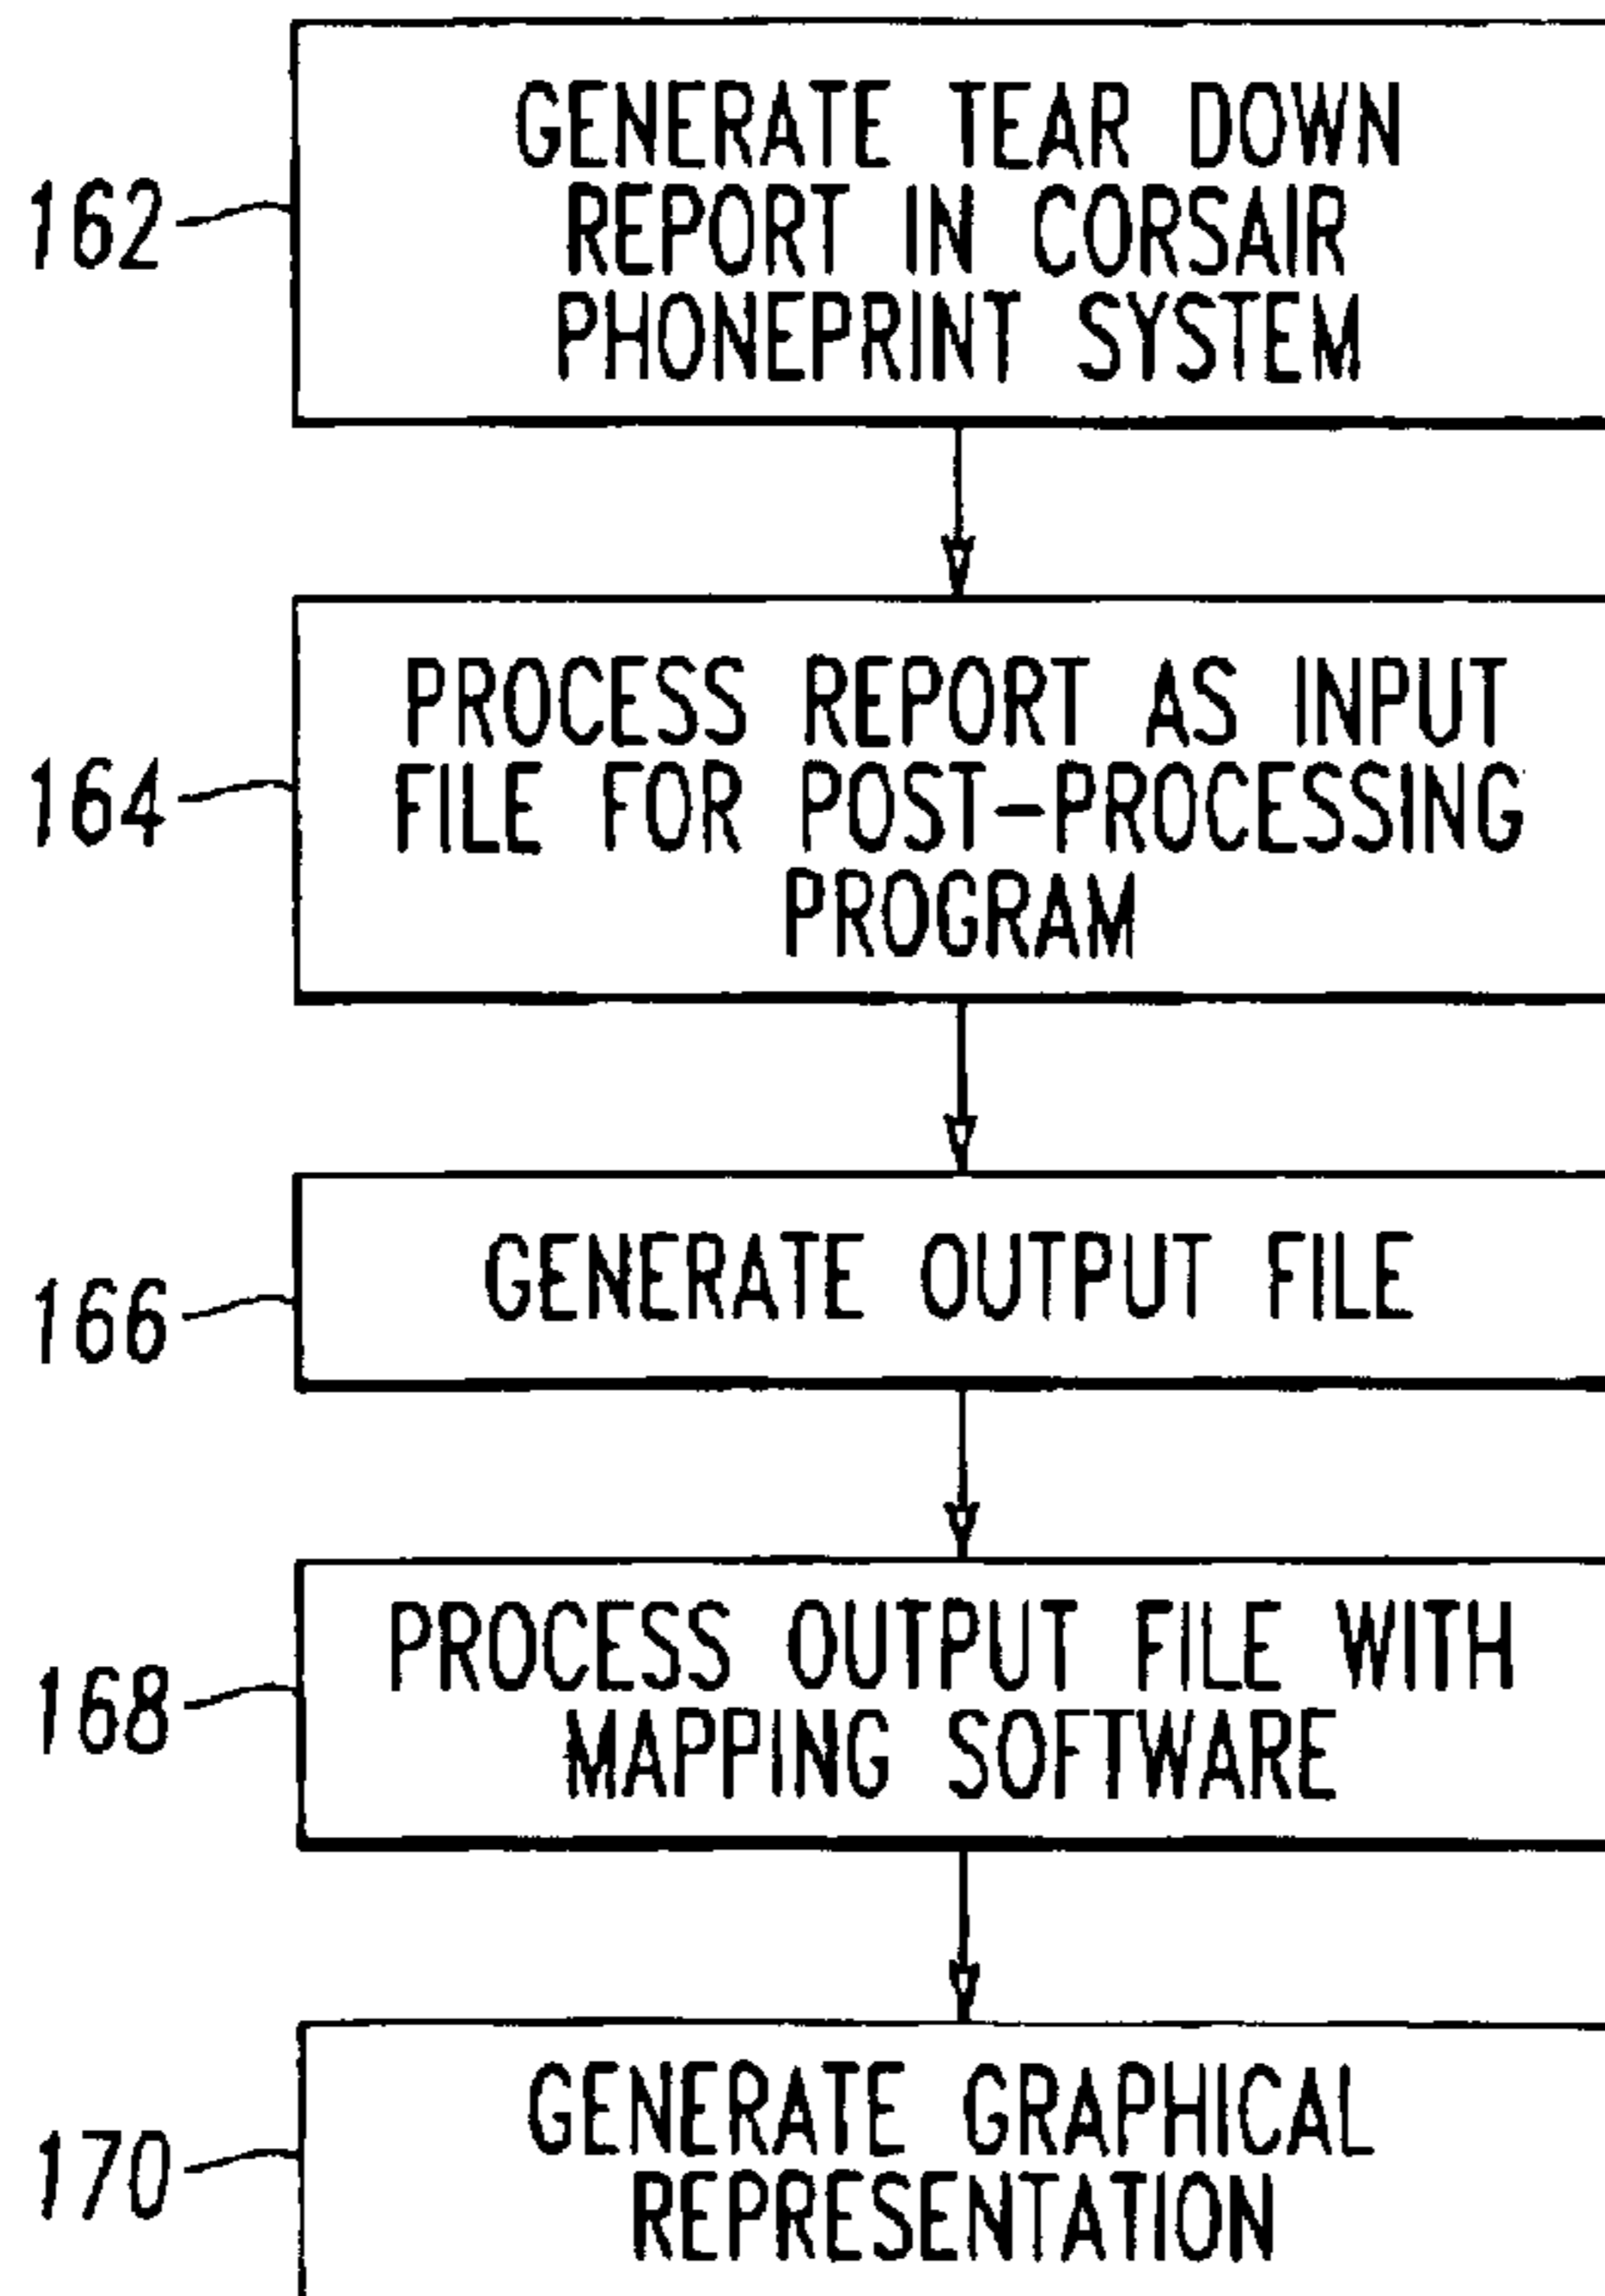 GENERATE TEAR DOWN
REPORT IN CORSAIR
PHONEPRINT SYSTEM
162
PROCESS REPORT AS INPUT
FILE FOR POST-PROCESSING
PROGRAM
164
GENERATE OUTPUT FILE
166
PROCESS OUTPUT FILE WITH
MAPPING SOFTWARE
168
GENERATE GRAPHICAL
REPRESENTATION
170